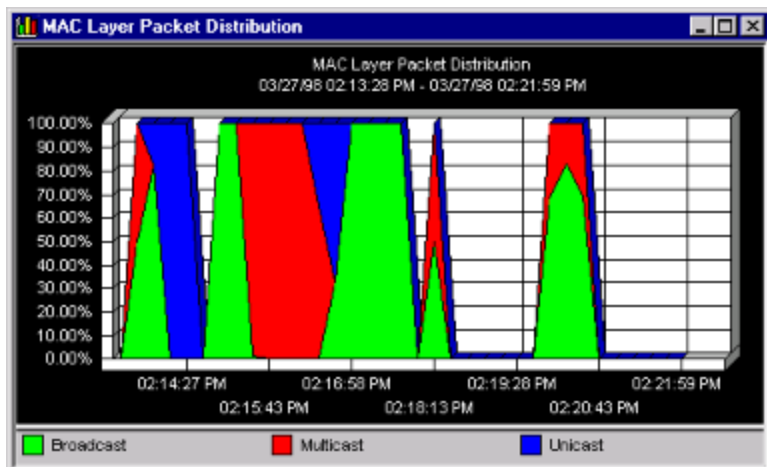 MAC Layer Packet Distribution
MAC Layer Packet Distribution
03/27/98 02:13:28 PM - 03/27/98 02:21:59 PM
100.00%
90.00%
80.00%
70.00%
60.00%
50.00%
40.00%
30.00%
20.00%
10.00%
0.00%
02:14:27 PM 02:16:58 PM 02:19:28 PM 02:21:59 PM
02:15:43 PM 02:18:13 PM 02:20:43 PM
Broadcast Multicast Unicast